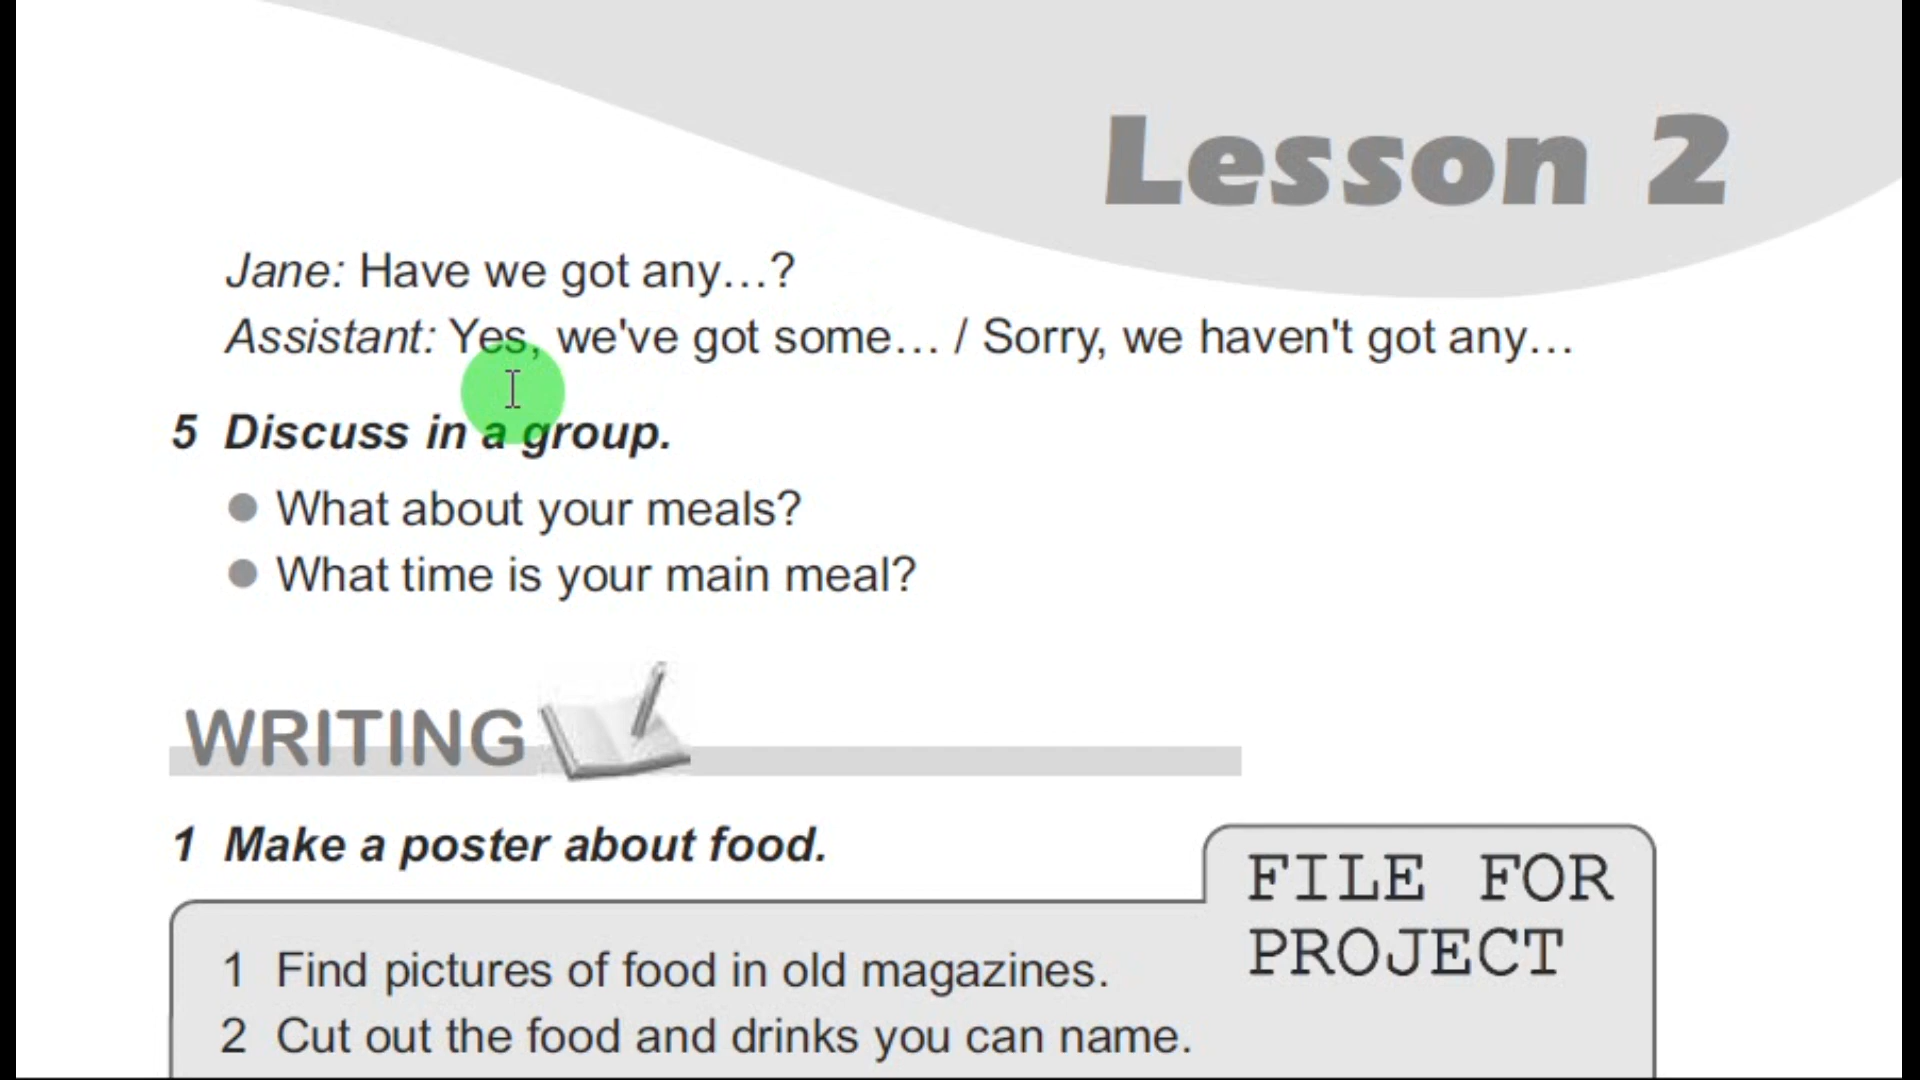 Lesson 2
Jane: Have we got any…?
Assistant: Yes, we've got some… / Sorry, we haven't got any…
5 Discuss in a group.
● What about your meals?
● What time is your main meal?
WRITING
1 Make a poster about food.
FILE FOR
PROJECT
1 Find pictures of food in old magazines.
2 Cut out the food and drinks you can name.